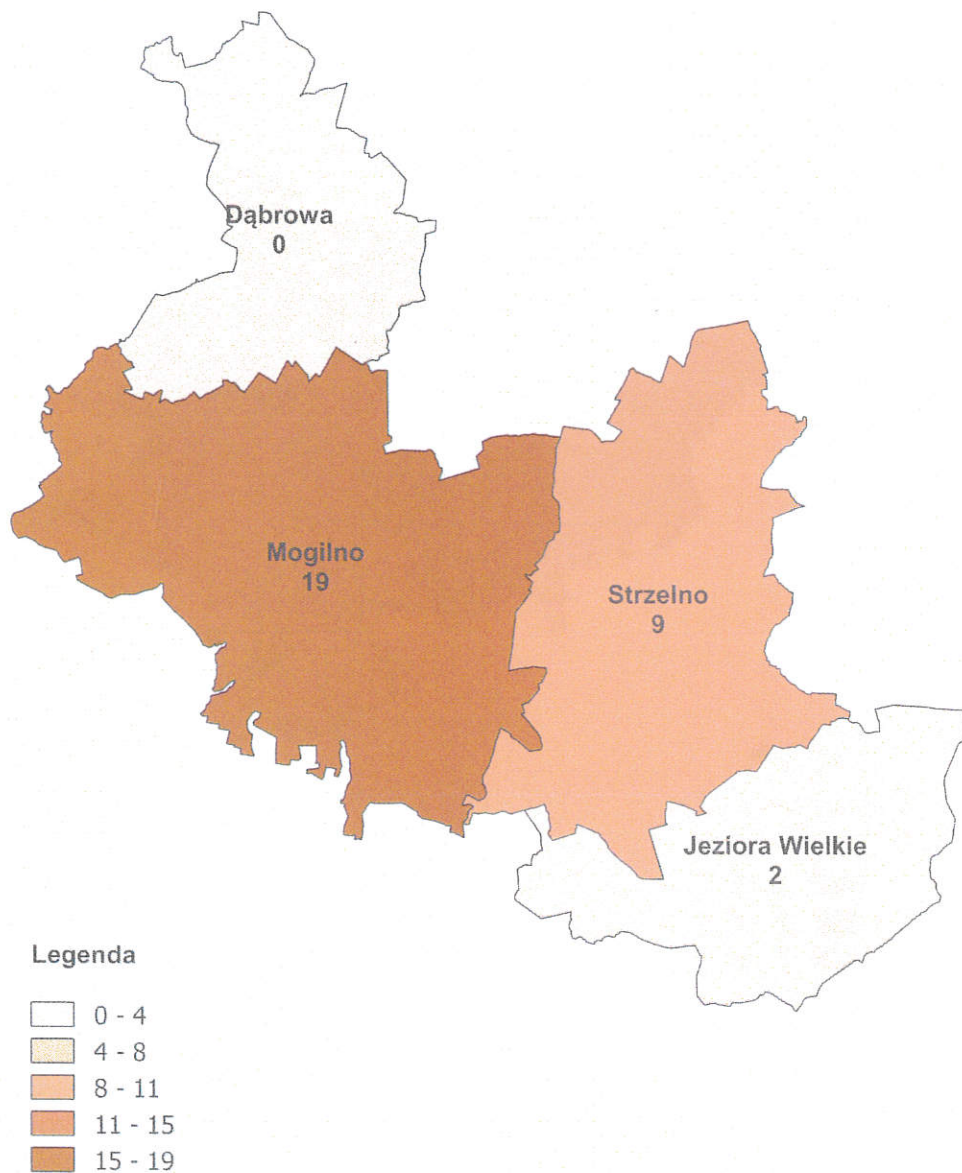 Dąbrowa
0
Mogilno
19
Strzelno
9
Jeziora Wielkie
2
Legenda
0 - 4
4 - 8
8 - 11
11 - 15
15 - 19